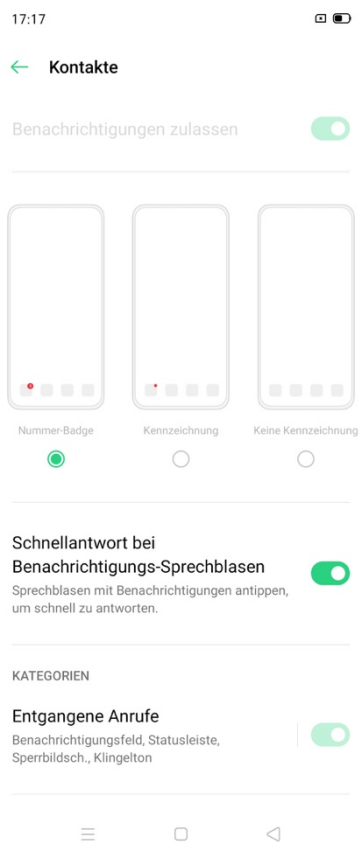 17:17
Kontakte
Benachrichtigungen zulassen
Nummer-Badge
Kennzeichnung
Keine Kennzeichnung
Schnellantwort bei
Benachrichtigungs-Sprechblasen
Sprechblasen mit Benachrichtigungen antippen,
um schnell zu antworten.
KATEGORIEN
Entgangene Anrufe
Benachrichtigungsfeld, Statusleiste,
Sperrbildsch., Klingelton